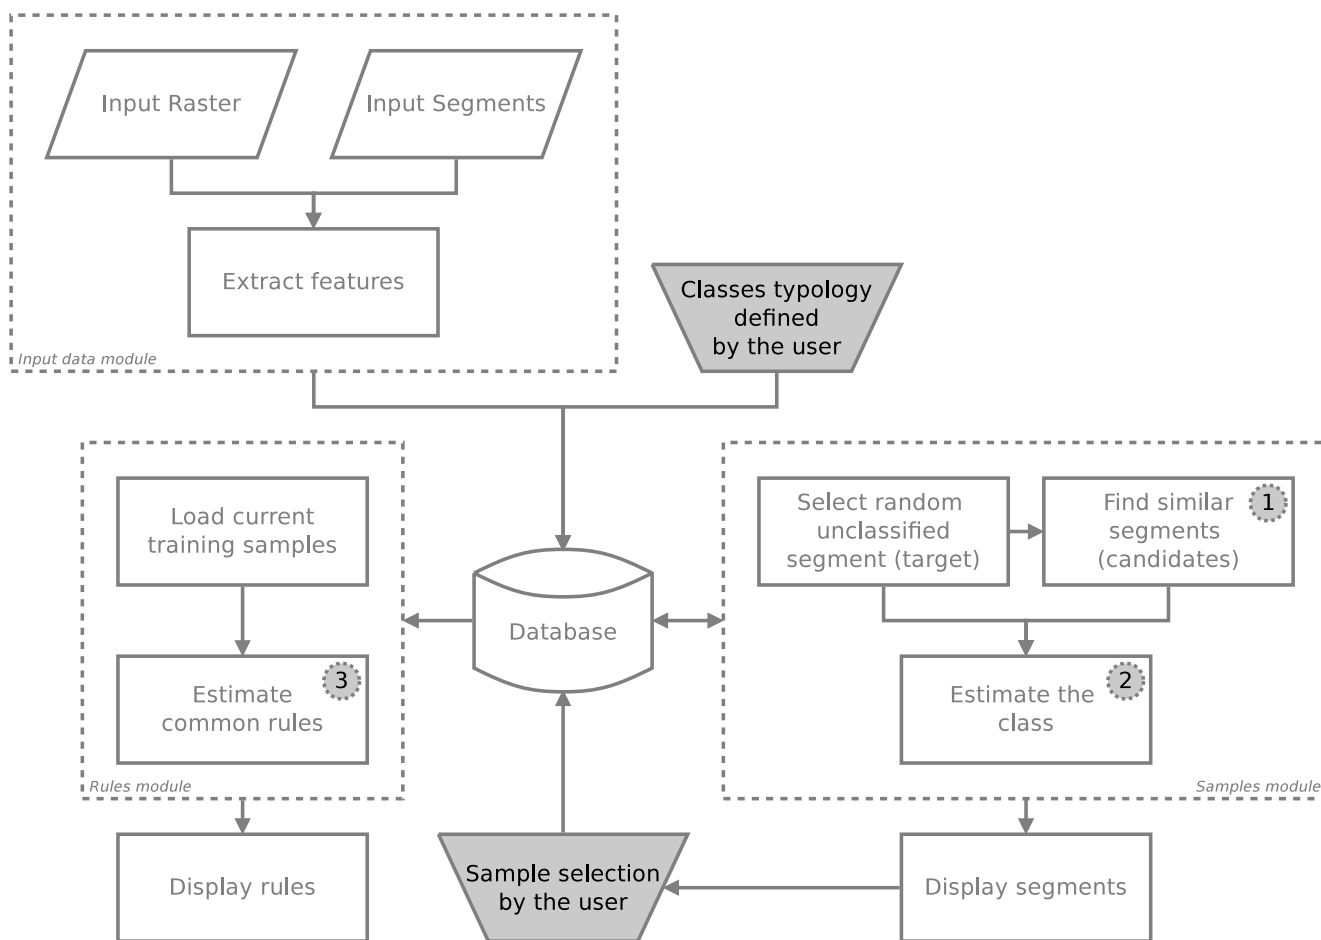 Input Raster
Input Segments
Extract features
Input data module
Classes typology
defined
by the user
Load current
training samples
Estimate
common rules
3
Rules module
Display rules
Database
Select random
unclassified
segment (target)
Find similar
segments
(candidates)
1
Estimate the
class
2
Samples module
Display segments
Sample selection
by the user